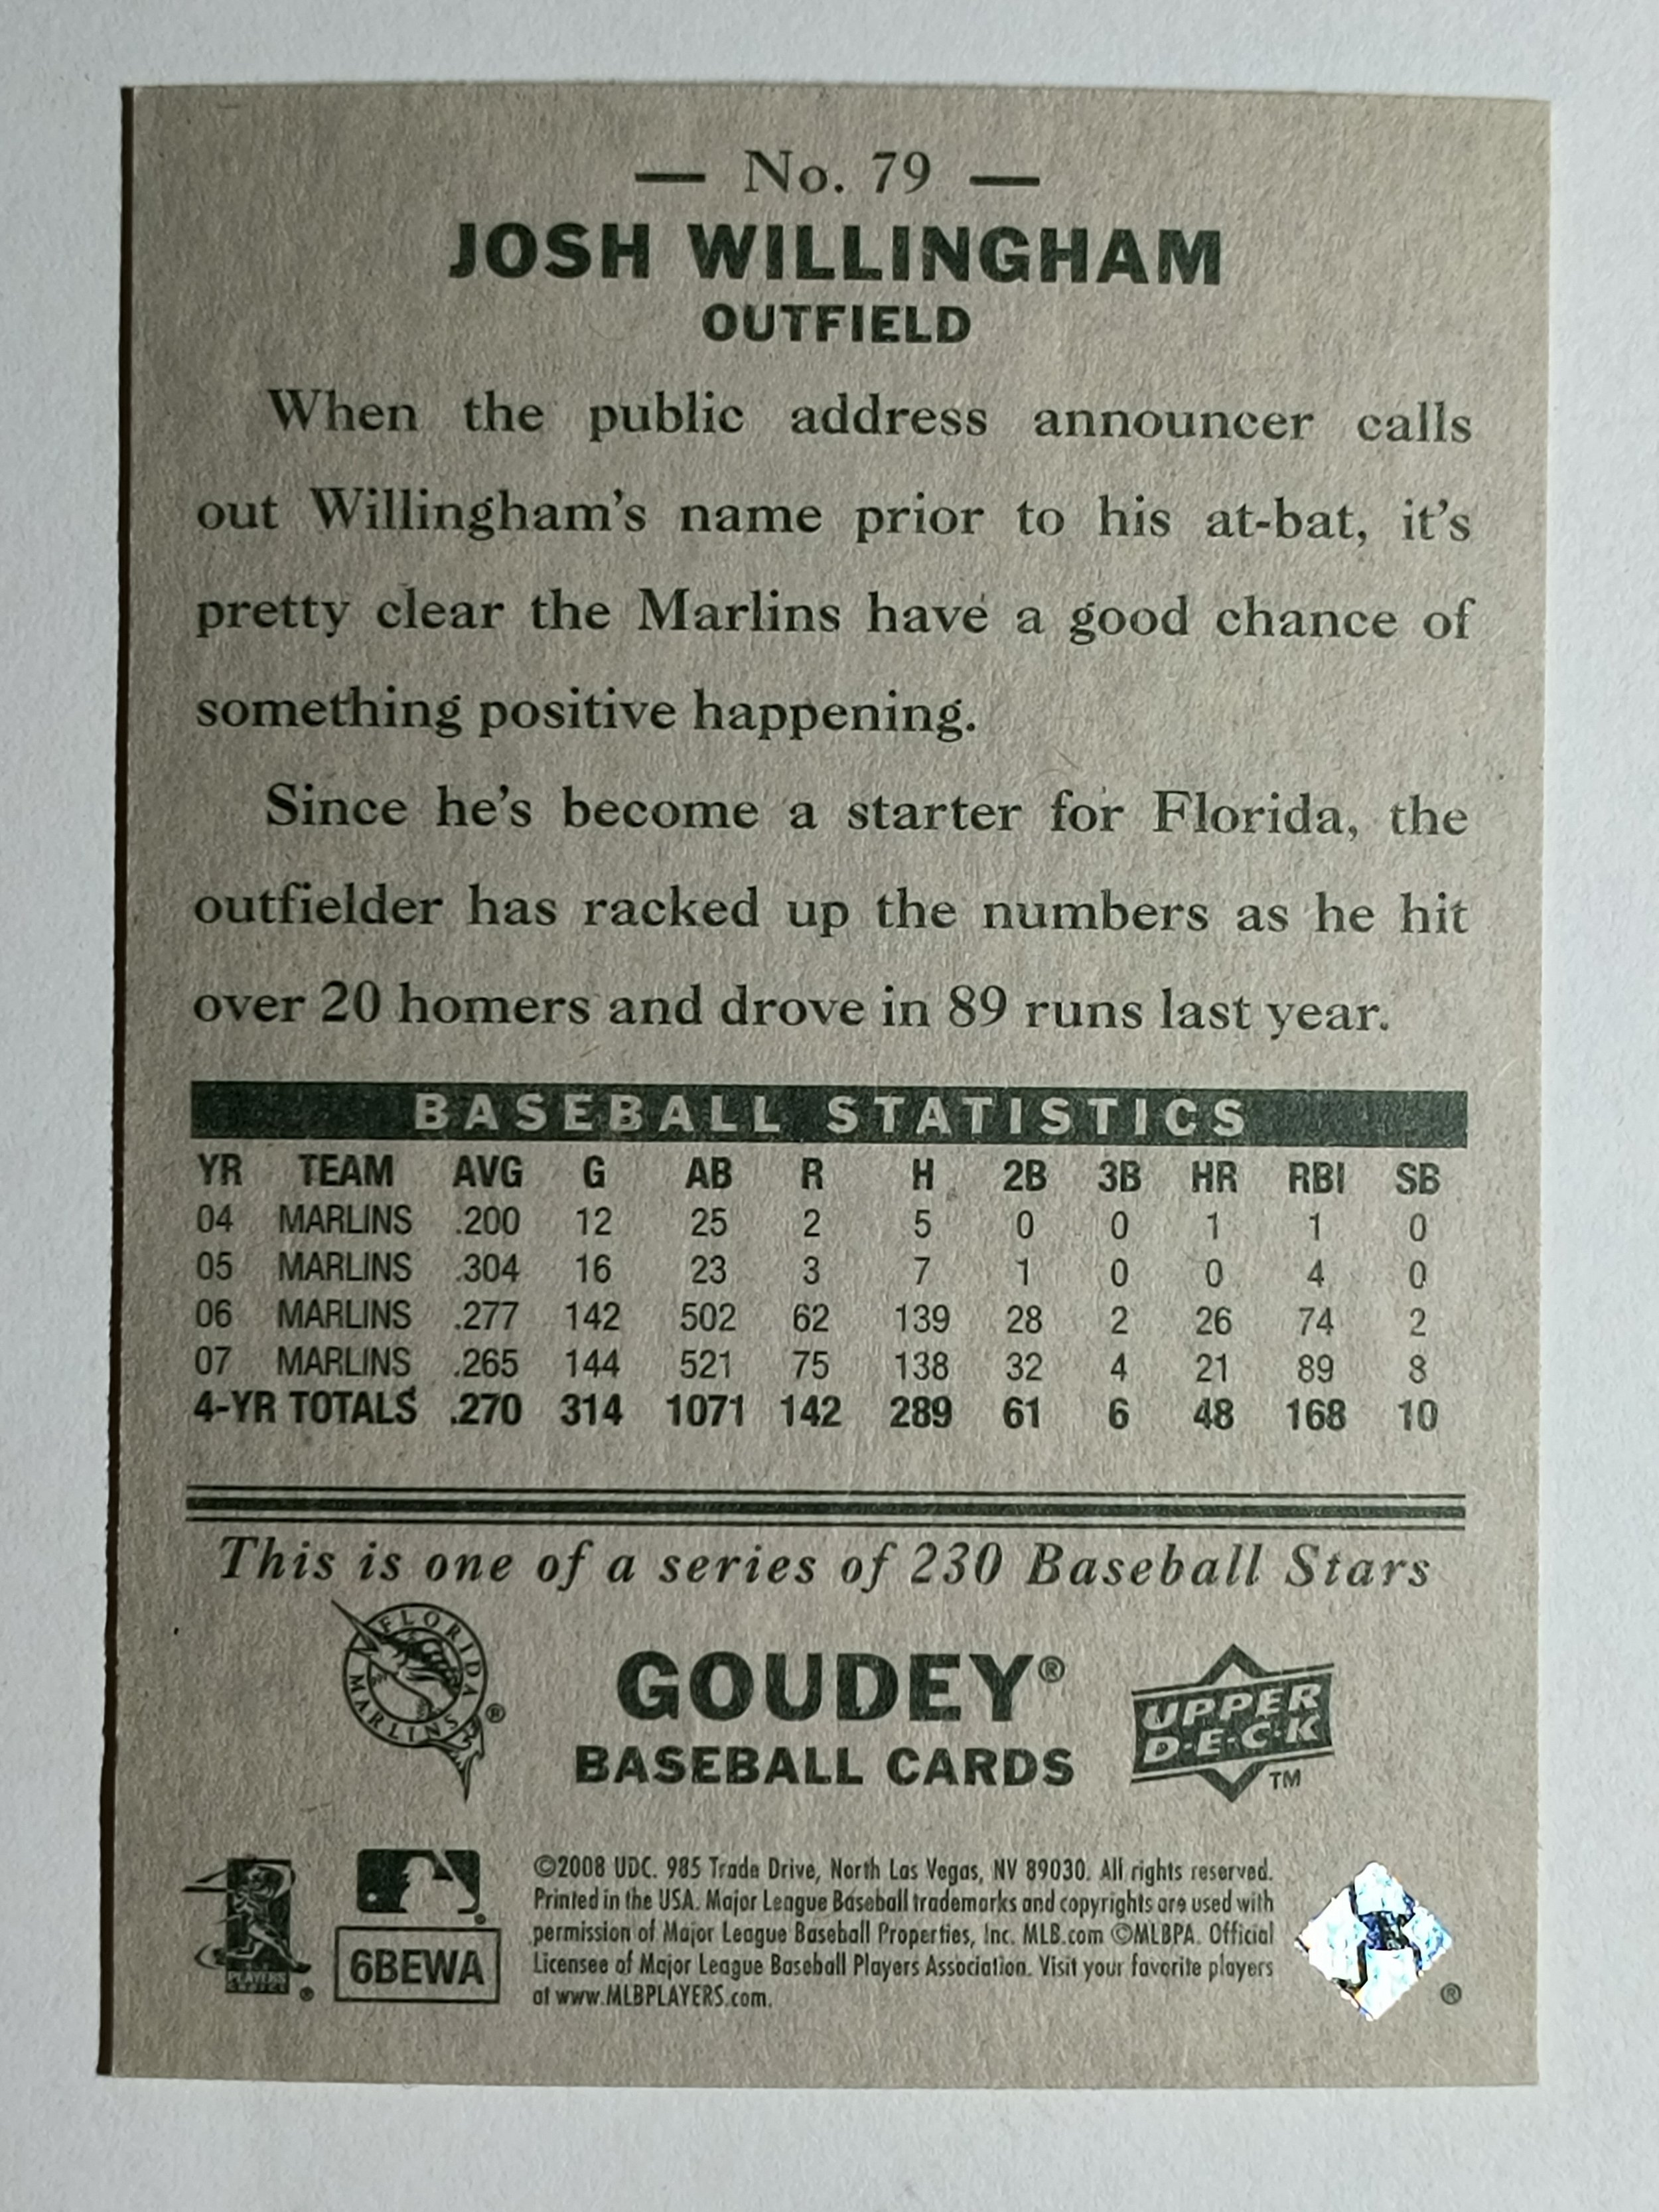 — No. 79 —
JOSH WILLINGHAM
OUTFIELD
When the public address announcer calls
out Willingham's name prior to his at-bat, it's
pretty clear the Marlins have a good chance of
something positive happening.
Since he's become a starter for Florida, the
outfielder has racked up the numbers as he hit
over 20 homers and drove in 89 runs last year.
BASEBALL STATISTICS
YR TEAM AVG G AB R H 2B 3B HR RBI SB
04 MARLINS .200 12 25 2 5 0 0 1 1 0
05 MARLINS .304 16 23 3 7 1 0 0 4 0
06 MARLINS .277 142 502 62 139 28 2 26 74 2
07 MARLINS .265 144 521 75 138 32 4 21 89 8
4-YR TOTALS .270 314 1071 142 289 61 6 48 168 10
This is one of a series of 230 Baseball Stars
FLORIDA MARLINS ®
GOUDEY®
BASEBALL CARDS
UPPER
D·E·C·K
TM
6BEWA
©2008 UDC. 985 Trade Drive, North Las Vegas, NV 89030. All rights reserved.
Printed in the USA. Major League Baseball trademarks and copyrights are used with
permission of Major League Baseball Properties, Inc. MLB.com ©MLBPA. Official
Licensee of Major League Baseball Players Association. Visit your favorite players
at www.MLBPLAYERS.com.
®